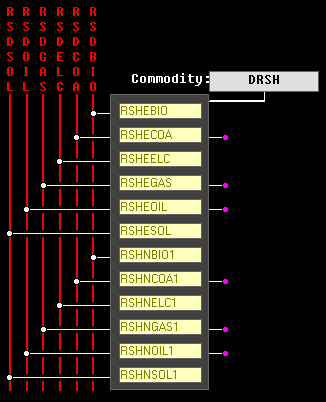 RSDSOL
RSDOIL
RSDGAS
RSDELC
RSDCOA
RSDBIO
Commodity: DRSH
RSHEBIO
RSHECOA
RSHEELC
RSHEGAS
RSHEOIL
RSHESOL
RSHNBIO1
RSHNCOA1
RSHNELC1
RSHNGAS1
RSHNOIL1
RSHNSOL1